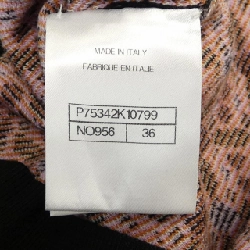 MADE IN ITALY
FABRIQUE EN ITALIE
P75342K10799
NO956 36